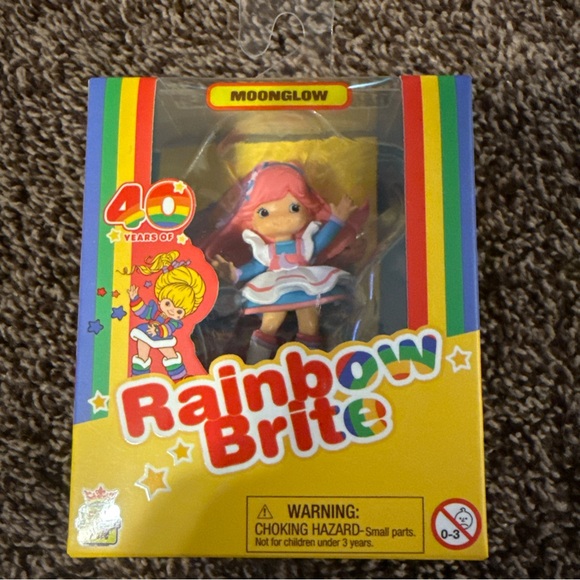 MOONGLOW
40
YEARS OF
Rainbow
Brite
WARNING:
CHOKING HAZARD-Small parts.
Not for children under 3 years.
0-3